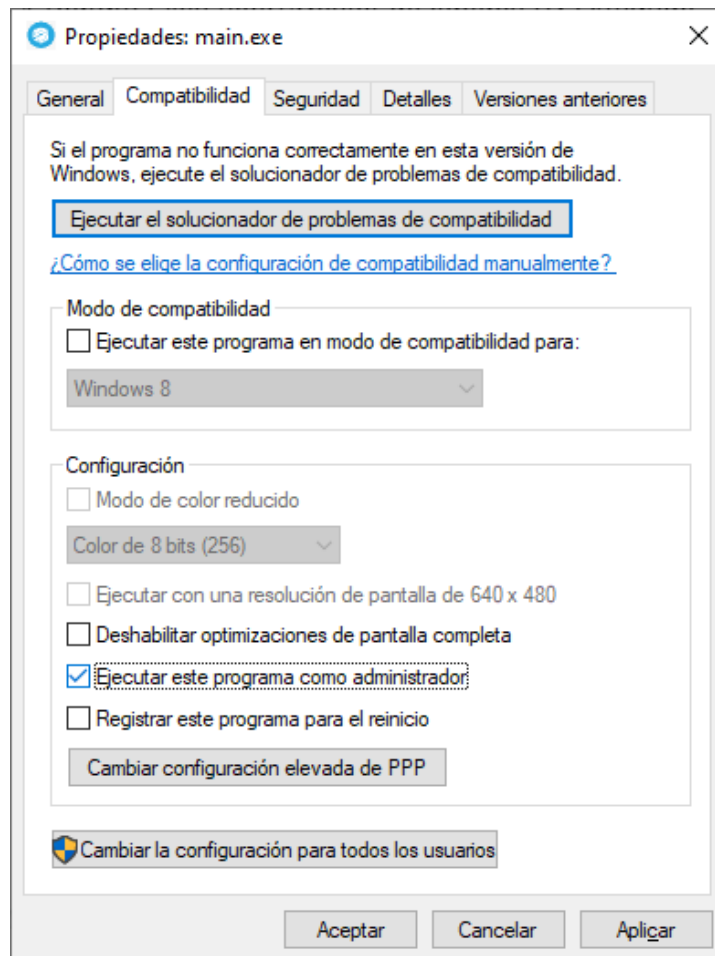 Propiedades: main.exe
General
Compatibilidad
Seguridad
Detalles
Versiones anteriores
Si el programa no funciona correctamente en esta versión de
Windows, ejecute el solucionador de problemas de compatibilidad.
Ejecutar el solucionador de problemas de compatibilidad
¿Cómo se elige la configuración de compatibilidad manualmente?
Modo de compatibilidad
Ejecutar este programa en modo de compatibilidad para:
Windows 8
Configuración
Modo de color reducido
Color de 8 bits (256)
Ejecutar con una resolución de pantalla de 640 x 480
Deshabilitar optimizaciones de pantalla completa
Ejecutar este programa como administrador
Registrar este programa para el reinicio
Cambiar configuración elevada de PPP
Cambiar la configuración para todos los usuarios
Aceptar
Cancelar
Aplicar